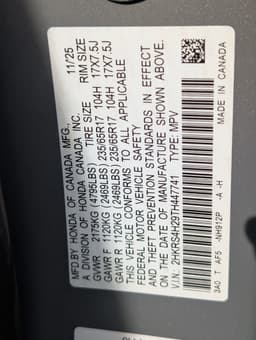 MFD.BY HONDA OF CANADA MFG., 11/25
A DIVISION OF HONDA CANADA INC.
TIRE SIZE RIM SIZE
GVWR 2175KG (4795LBS)
GAWR F 1120KG (2469LBS) 235/65R17 104H 17X7.5J
GAWR R 1120KG (2469LBS) 235/65R17 104H 17X7.5J
THIS VEHICLE CONFORMS TO ALL APPLICABLE
FEDERAL MOTOR VEHICLE SAFETY
AND THEFT PREVENTION STANDARDS IN EFFECT
ON THE DATE OF MANUFACTURE SHOWN ABOVE.
V.I.N.: 2HKRS4H29TH447741 TYPE: MPV
3A0 T AF5 -NH912P -A -H MADE IN CANADA